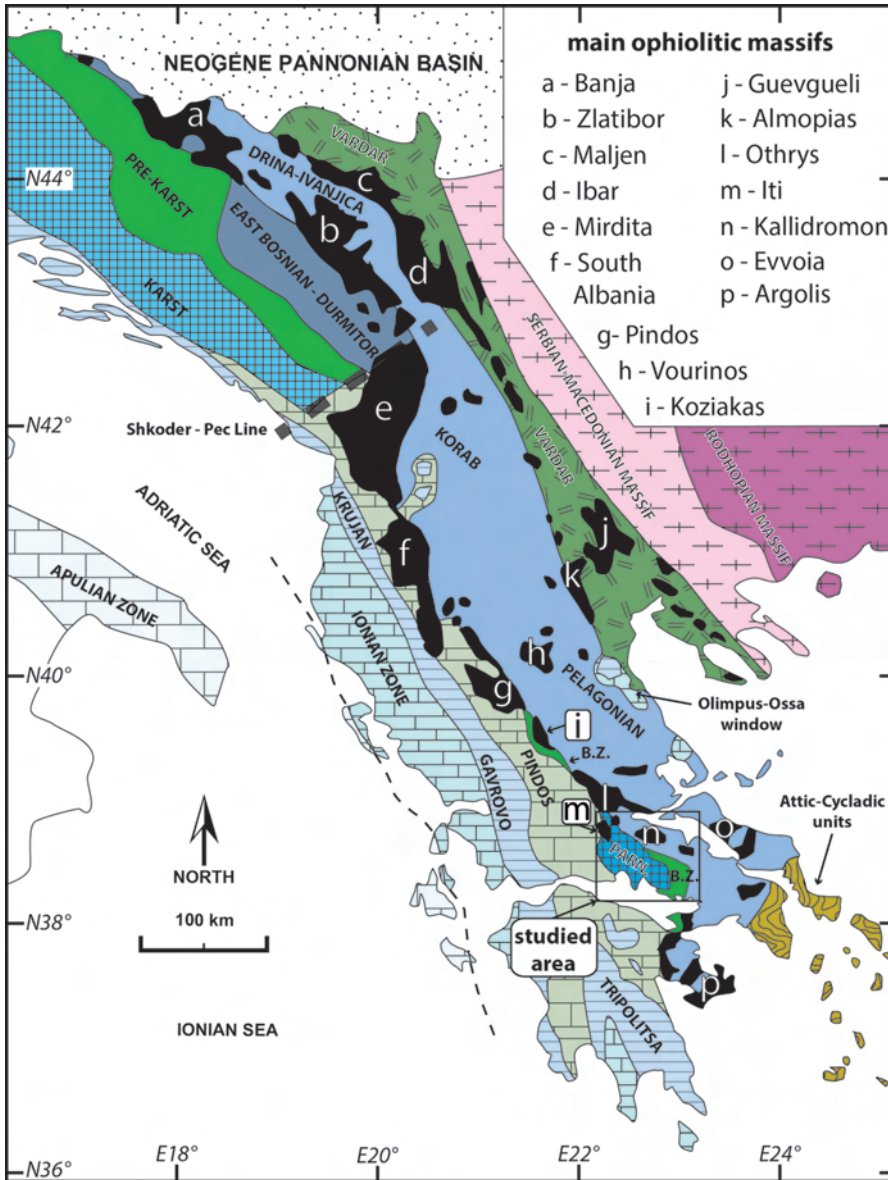 NEOGENE PANNONIAN BASIN
main ophiolitic massifs
a - Banja
b - Zlatibor
c - Maljen
d - Ibar
e - Mirdita
f - South
Albania
j - Guevgueli
k - Almopias
l - Othrys
m - Iti
n - Kallidromon
o - Evvoia
p - Argolis
g- Pindos
h - Vourinos
i - Koziakas
a
VARDAR
DRINA-IVANJICA
c
N44°
PRE-KARST
b
EAST BOSNIAN - DURMITOR
d
KARST
SERBIAN-MACEDONIAN MASSIF
e
N42°
Shkoder - Pec Line
KORAB
VARDAR
RODHOPIAN MASSIF
ADRIATIC SEA
KRUJAN
j
f
k
APULIAN ZONE
IONIAN ZONE
N40°
h
PELAGONIAN
g
Olimpus-Ossa
window
i
B.Z.
PINDOS
GAVROVO
l
m
Attic-Cycladic
units
n
o
PARN.
B.Z.
NORTH
100 km
N38°
studied
area
p
TRIPOLITSA
IONIAN SEA
E18°
E20°
E22°
E24°
N36°